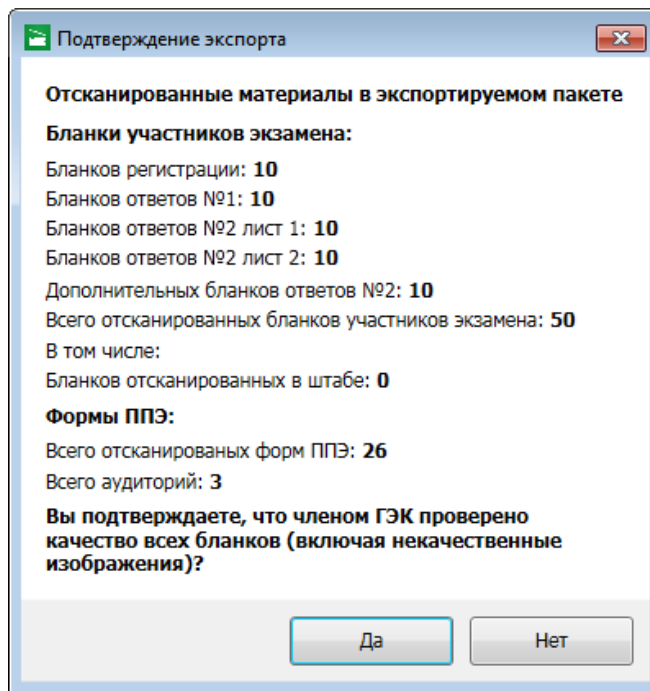 Подтверждение экспорта
Отсканированные материалы в экспортируемом пакете
Бланки участников экзамена:
Бланков регистрации: 10
Бланков ответов №1: 10
Бланков ответов №2 лист 1: 10
Бланков ответов №2 лист 2: 10
Дополнительных бланков ответов №2: 10
Всего отсканированных бланков участников экзамена: 50
В том числе:
Бланков отсканированных в штабе: 0
Формы ППЭ:
Всего отсканированых форм ППЭ: 26
Всего аудиторий: 3
Вы подтверждаете, что членом ГЭК проверено
качество всех бланков (включая некачественные
изображения)?
Да Нет